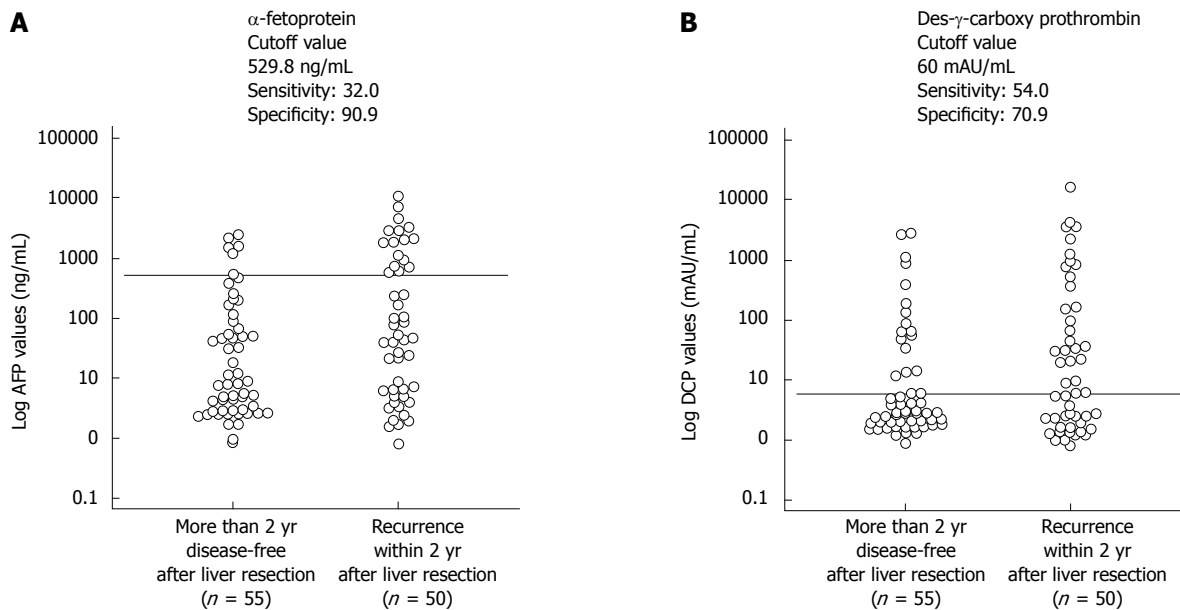 A
α-fetoprotein
Cutoff value
529.8 ng/mL
Sensitivity: 32.0
Specificity: 90.9
Log AFP values (ng/mL)
100000
10000
1000
100
10
0
0.1
More than 2 yr
disease-free
after liver resection
(n = 55)
Recurrence
within 2 yr
after liver resection
(n = 50)
B
Des-γ-carboxy prothrombin
Cutoff value
60 mAU/mL
Sensitivity: 54.0
Specificity: 70.9
Log DCP values (mAU/mL)
100000
10000
1000
100
10
0
0.1
More than 2 yr
disease-free
after liver resection
(n = 55)
Recurrence
within 2 yr
after liver resection
(n = 50)